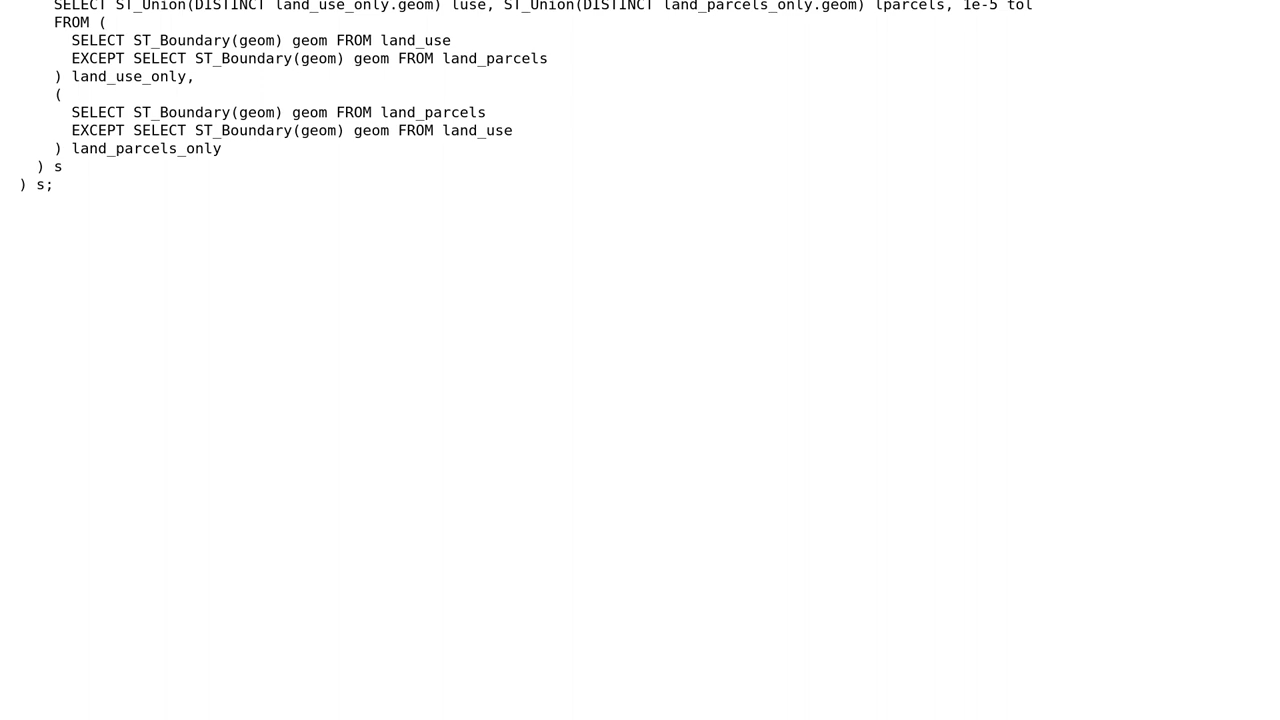 SELECT ST_Union(DISTINCT land_use_only.geom) luse, ST_Union(DISTINCT land_parcels_only.geom) lparcels, 1e-5 tol
FROM (
SELECT ST_Boundary(geom) geom FROM land_use
EXCEPT SELECT ST_Boundary(geom) geom FROM land_parcels
) land_use_only,
(
SELECT ST_Boundary(geom) geom FROM land_parcels
EXCEPT SELECT ST_Boundary(geom) geom FROM land_use
) land_parcels_only
) s
) s;